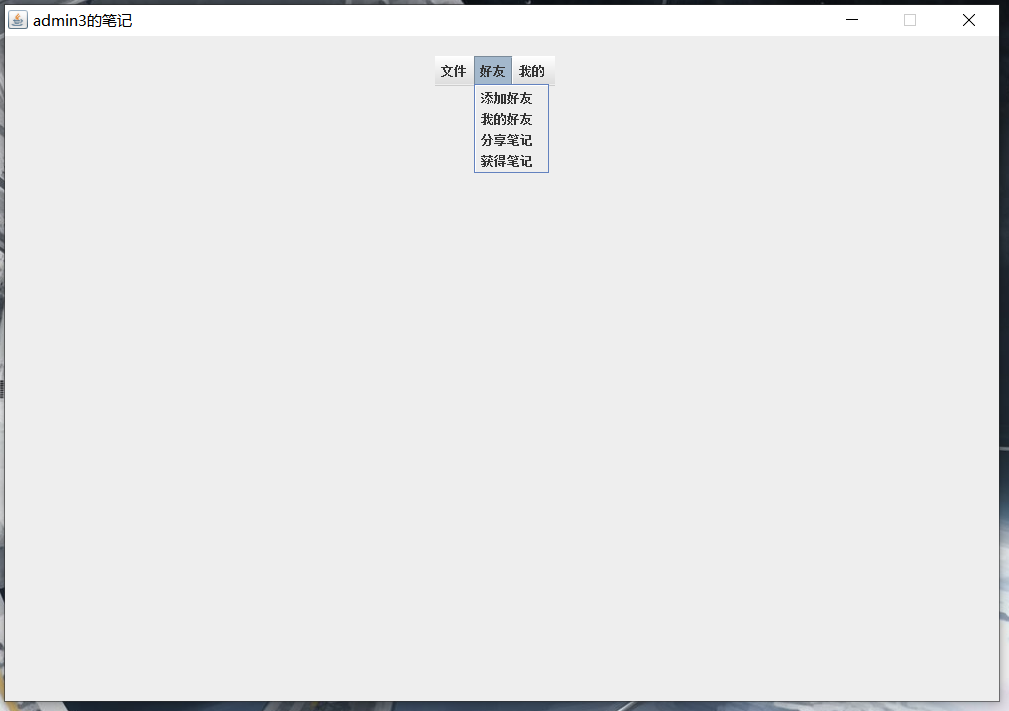 admin3的笔记
文件 好友 我的
添加好友
我的好友
分享笔记
获得笔记